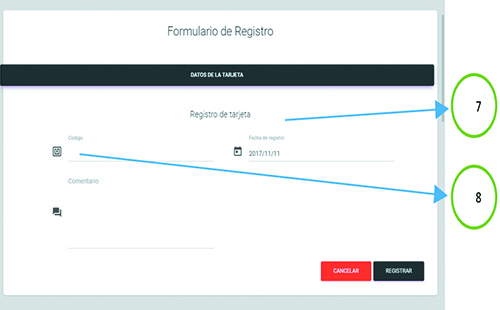 Formulario de Registro
DATOS DE LA TARJETA
Registro de tarjeta
7
Codigo
Fecha de registro
2017/11/11
Comentario
8
CANCELAR
REGISTRAR